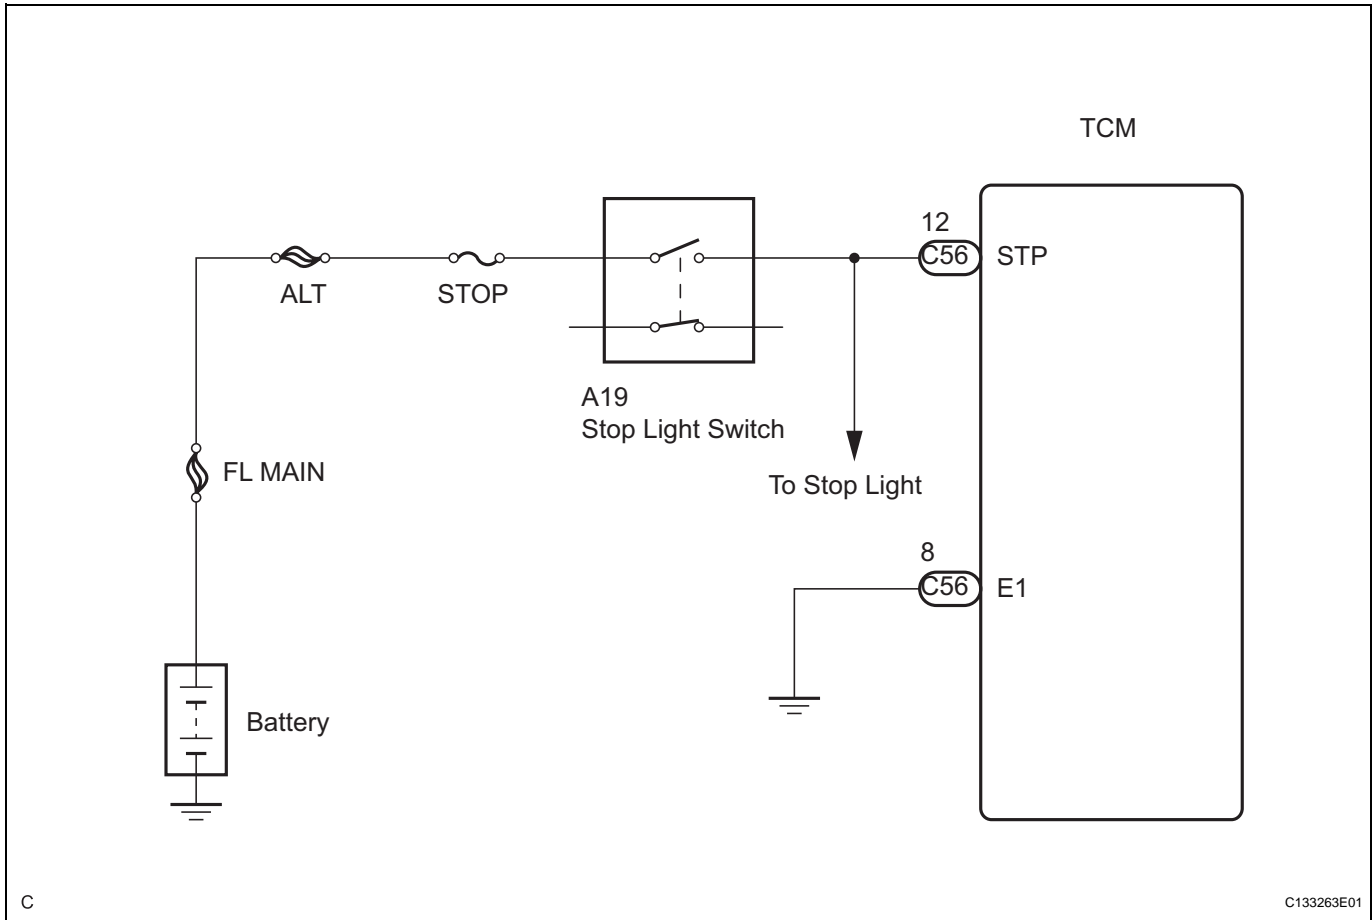 TCM
12
C56
STP
ALT
STOP
A19
Stop Light Switch
FL MAIN
To Stop Light
8
C56
E1
Battery
C
C133263E01